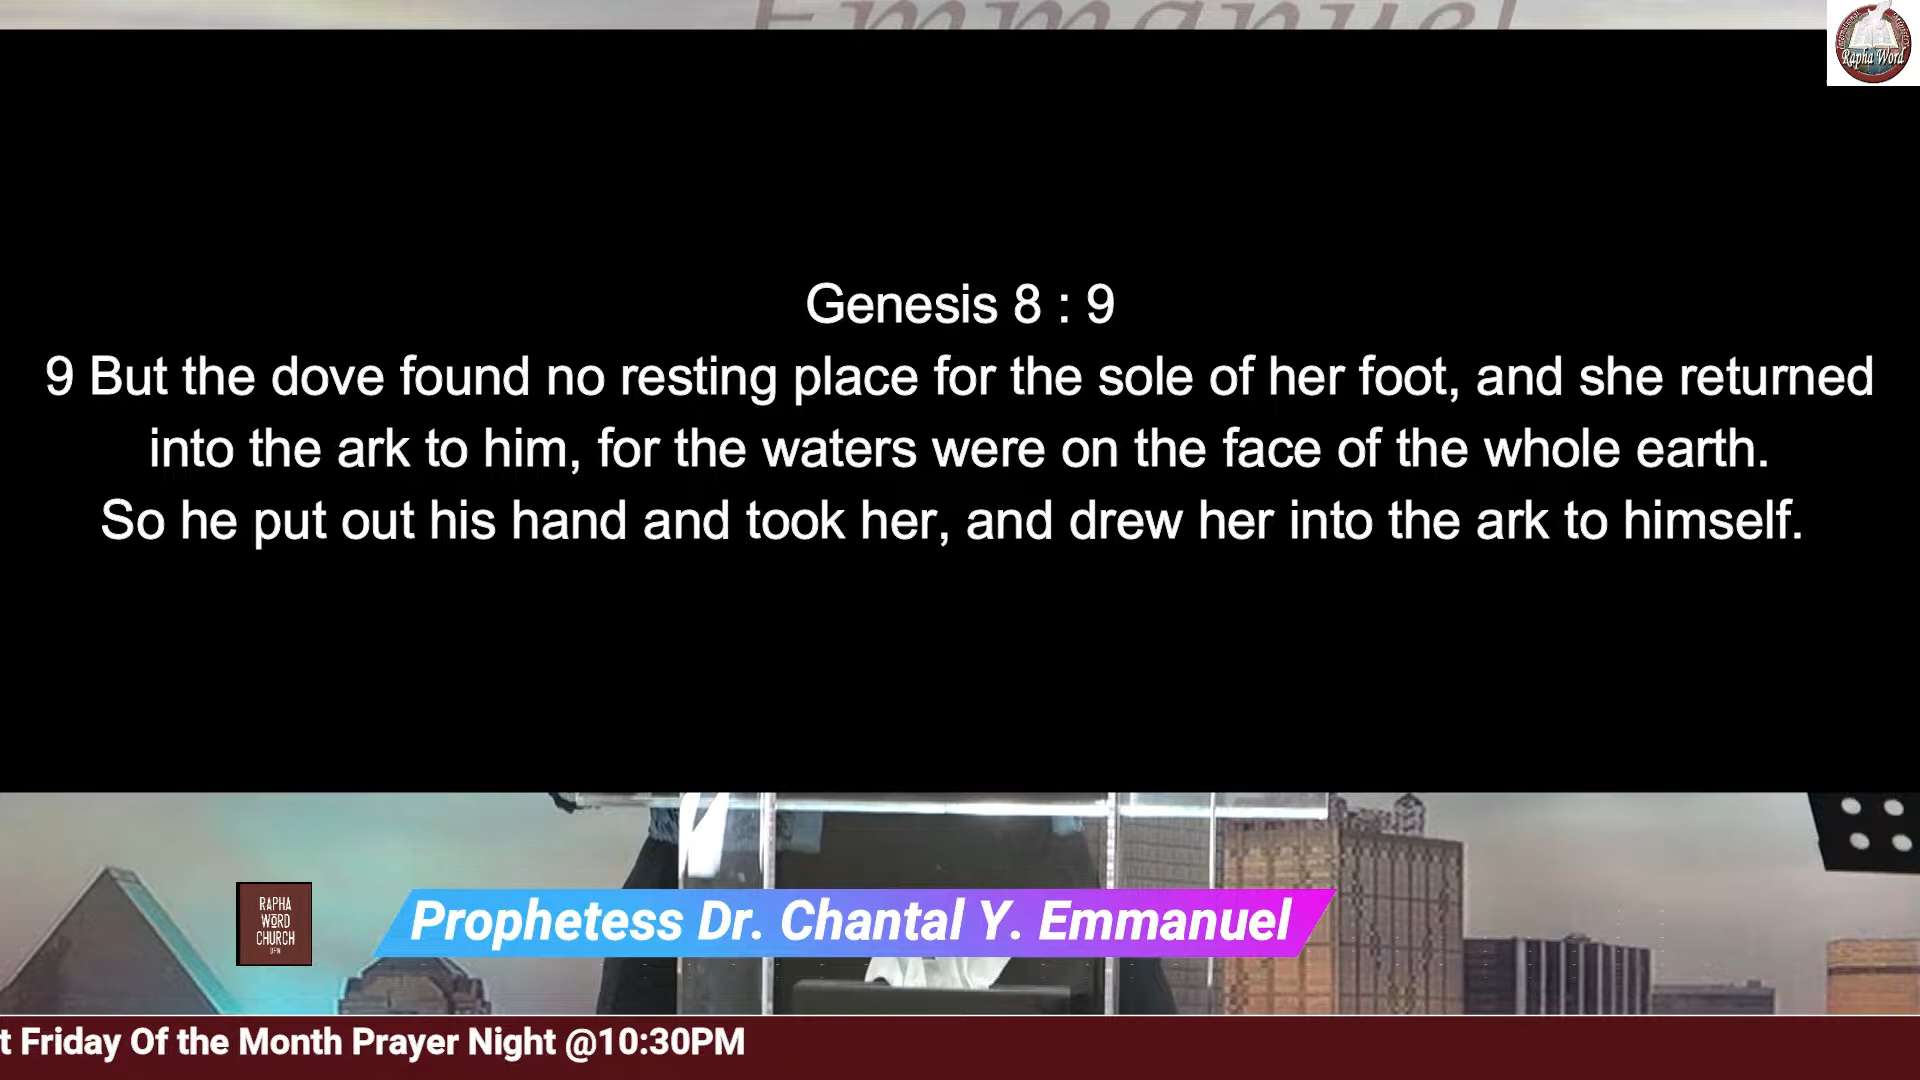 Emmanuel
Rapha Word
Genesis 8 : 9
9 But the dove found no resting place for the sole of her foot, and she returned
into the ark to him, for the waters were on the face of the whole earth.
So he put out his hand and took her, and drew her into the ark to himself.
RAPHA
WORD
CHURCH
DFW
Prophetess Dr. Chantal Y. Emmanuel
t Friday Of the Month Prayer Night @10:30PM